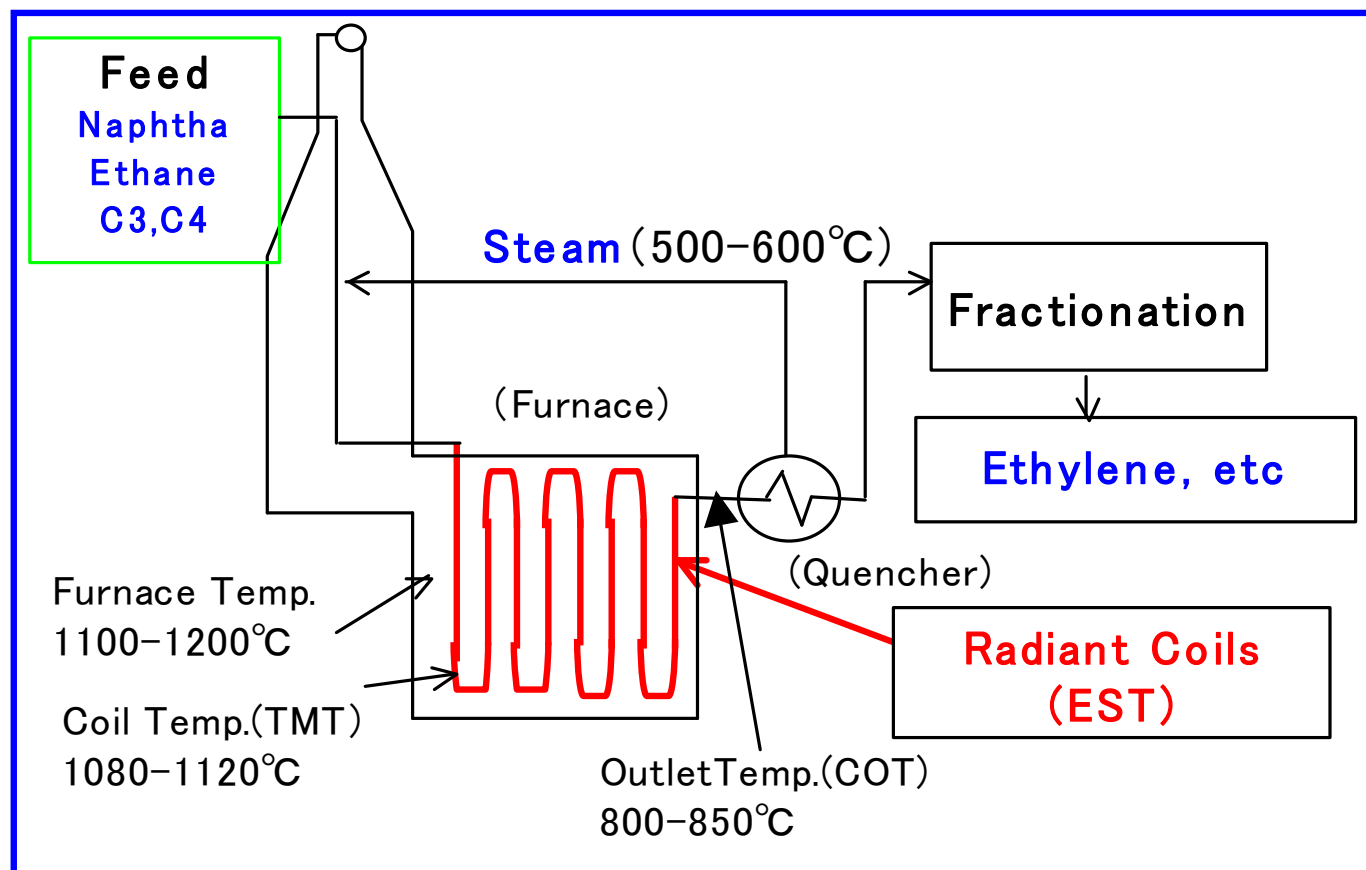 Feed
Naphtha
Ethane
C3,C4
Steam(500-600℃)
Fractionation
(Furnace)
Ethylene, etc
(Quencher)
Furnace Temp.
1100-1200℃
Radiant Coils
(EST)
Coil Temp.(TMT)
1080-1120℃
OutletTemp.(COT)
800-850℃